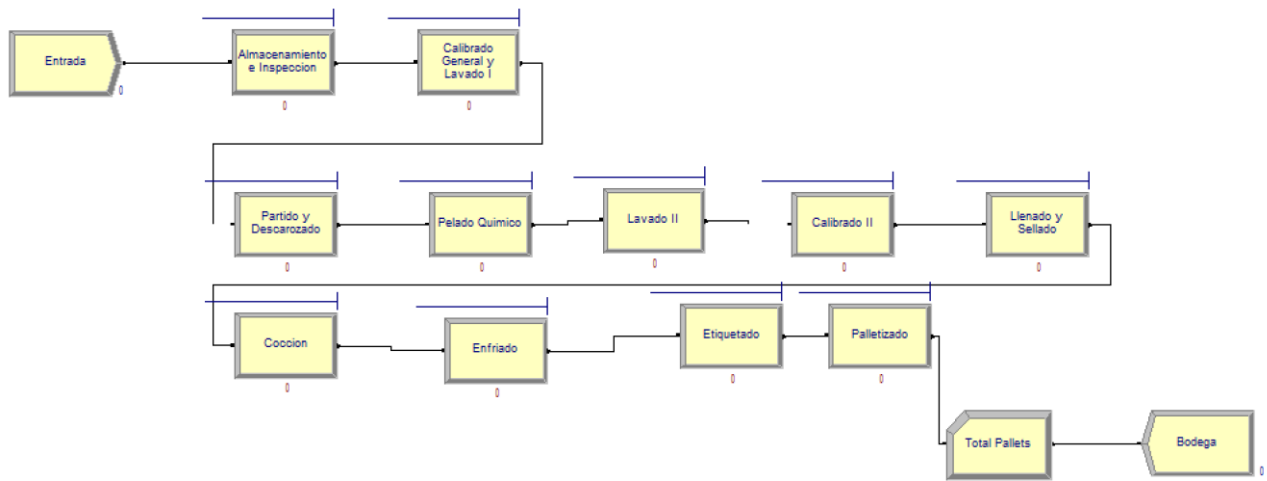 Entrada
0
Almacenamiento
e Inspeccion
0
Calibrado
General y
Lavado I
0
Partido y
Descarozado
0
Pelado Quimico
0
Lavado II
0
Calibrado II
0
Llenado y
Sellado
0
Coccion
0
Enfriado
0
Etiquetado
0
Palletizado
0
Total Pallets
Bodega
0